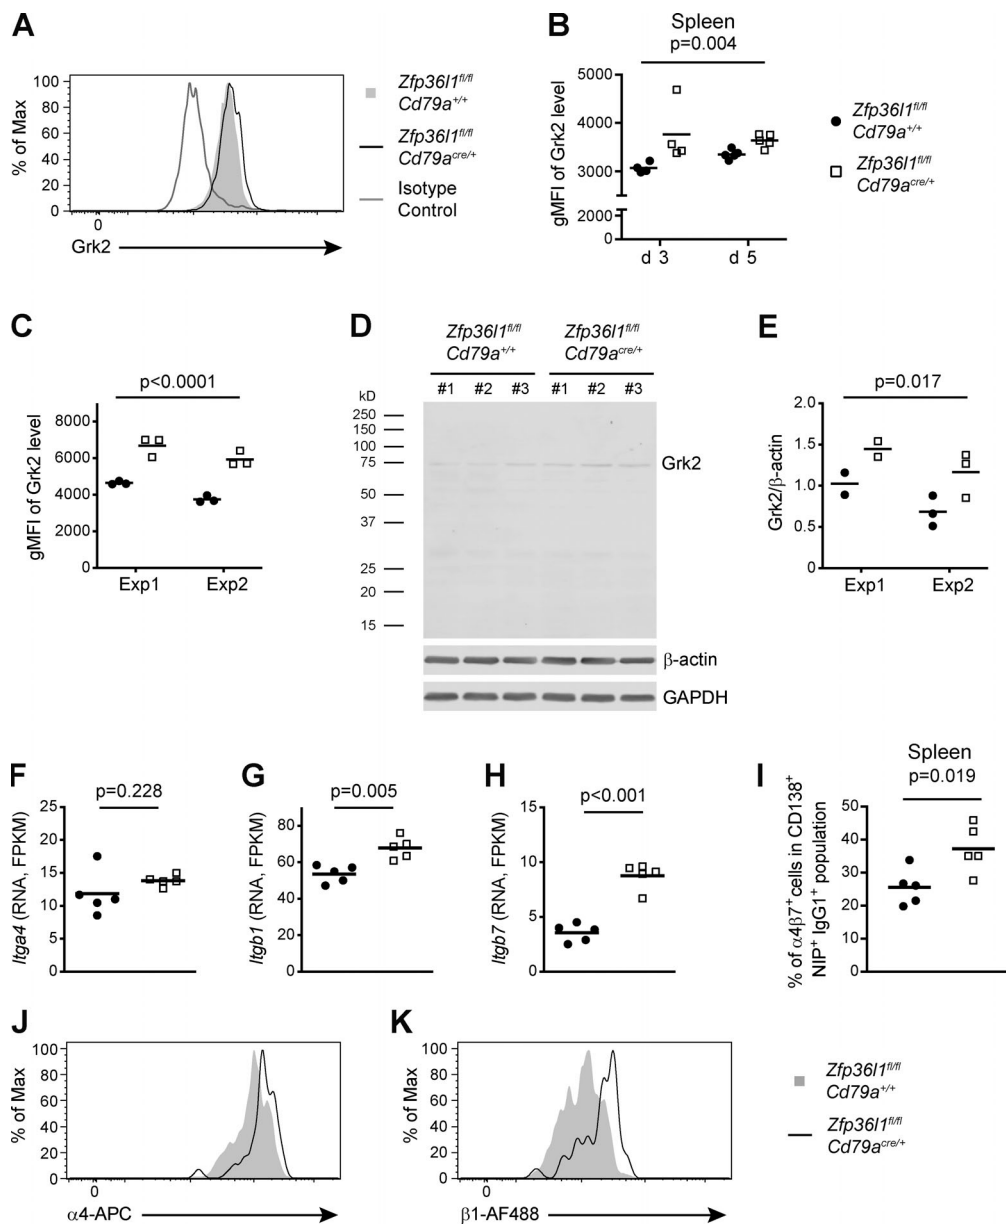 A
% of Max
100
80
60
40
20
0
0
Grk2
Zfp36l1fl/fl
Cd79a+/+
Zfp36l1fl/fl
Cd79acre/+
Isotype
Control
B
Spleen
p=0.004
gMFI of Grk2 level
5000
4000
3000
2000
0
d 3
d 5
Zfp36l1fl/fl
Cd79a+/+
Zfp36l1fl/fl
Cd79acre/+
C
p<0.0001
gMFI of Grk2 level
8000
6000
4000
2000
0
Exp1
Exp2
D
Zfp36l1fl/fl
Cd79a+/+
Zfp36l1fl/fl
Cd79acre/+
kD
#1 #2 #3 #1 #2 #3
250
150
100
75
50
37
25
20
15
Grk2
β-actin
GAPDH
E
p=0.017
Grk2/β-actin
2.0
1.5
1.0
0.5
0
Exp1
Exp2
F
p=0.228
Itga4 (RNA, FPKM)
25
20
15
10
5
0
G
p=0.005
Itgb1 (RNA, FPKM)
80
60
40
20
0
H
p<0.001
Itgb7 (RNA, FPKM)
15
10
5
0
I
Spleen
p=0.019
% of α4β7+ cells in CD138+
NIP+ IgG1+ population
50
40
30
20
10
0
J
% of Max
100
80
60
40
20
0
0
α4-APC
K
% of Max
100
80
60
40
20
0
0
β1-AF488
Zfp36l1fl/fl
Cd79a+/+
Zfp36l1fl/fl
Cd79acre/+